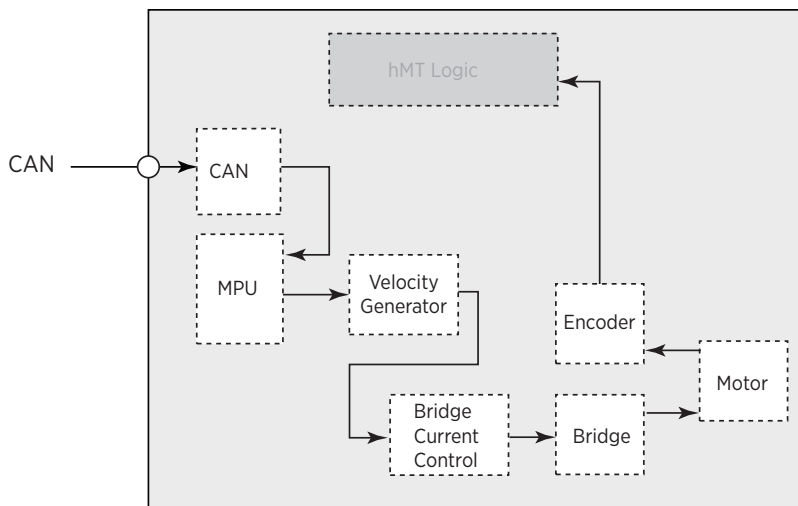 hMT Logic
CAN
CAN
MPU
Velocity
Generator
Encoder
Motor
Bridge
Current
Control
Bridge